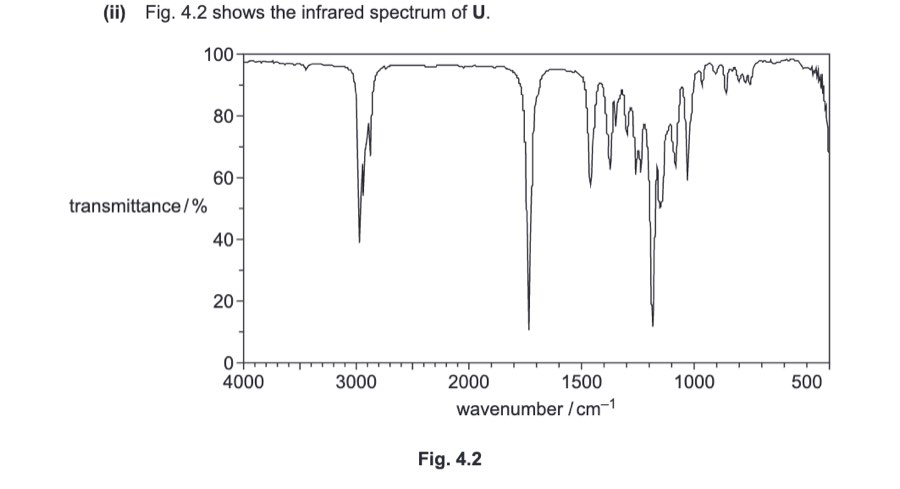 (ii) Fig. 4.2 shows the infrared spectrum of U.
100
80
60
transmittance / %
40
20
0
4000 3000 2000 1500 1000 500
wavenumber / cm⁻¹
Fig. 4.2